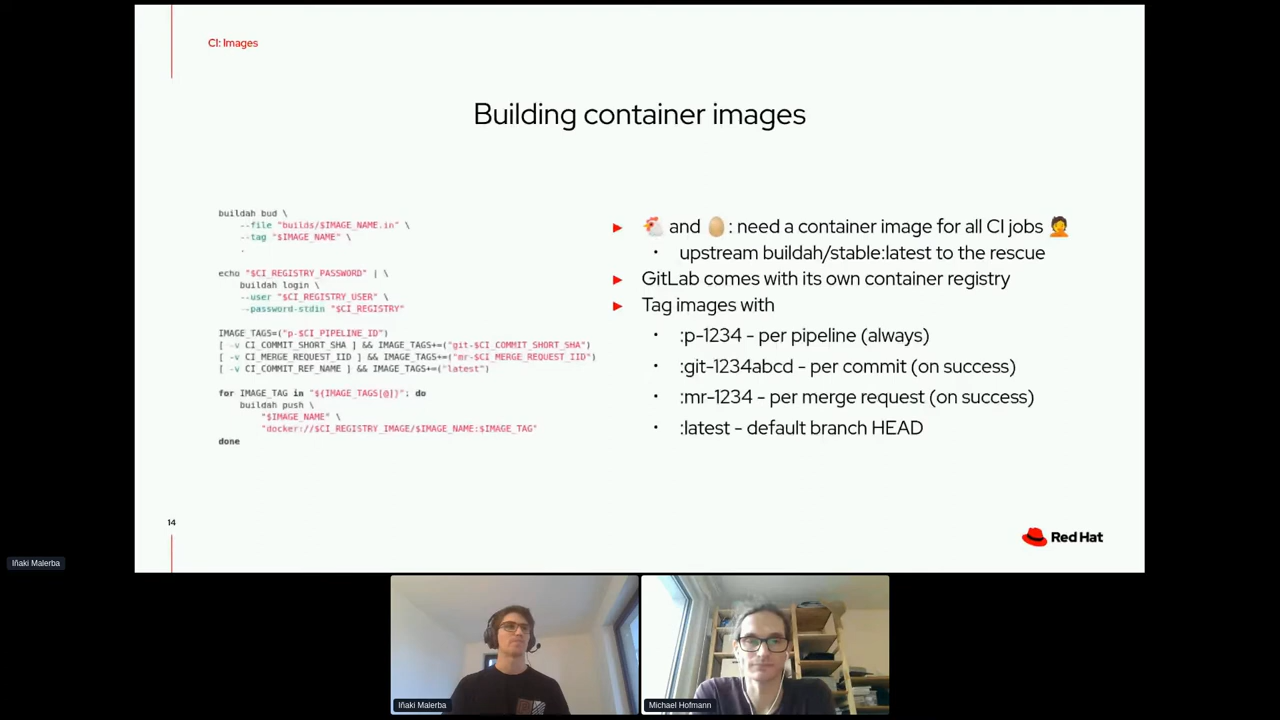 CI: Images
Building container images
buildah bud \
--file "builds/$IMAGE_NAME.in" \
--tag "$IMAGE_NAME" \
.
echo "$CI_REGISTRY_PASSWORD" | \
buildah login \
--user "$CI_REGISTRY_USER" \
--password-stdin "$CI_REGISTRY"
IMAGE_TAGS=("p-$CI_PIPELINE_ID")
[ -v CI_COMMIT_SHORT_SHA ] && IMAGE_TAGS+=("git-$CI_COMMIT_SHORT_SHA")
[ -v CI_MERGE_REQUEST_IID ] && IMAGE_TAGS+=("mr-$CI_MERGE_REQUEST_IID")
[ -v CI_COMMIT_REF_NAME ] && IMAGE_TAGS+=("latest")
for IMAGE_TAG in "${IMAGE_TAGS[@]}"; do
buildah push \
"$IMAGE_NAME" \
"docker://$CI_REGISTRY_IMAGE/$IMAGE_NAME:$IMAGE_TAG"
done
► 🐔 and 🥚: need a container image for all CI jobs 🤦
• upstream buildah/stable:latest to the rescue
► GitLab comes with its own container registry
► Tag images with
• :p-1234 - per pipeline (always)
• :git-1234abcd - per commit (on success)
• :mr-1234 - per merge request (on success)
• :latest - default branch HEAD
14
Red Hat
Iñaki Malerba
Iñaki Malerba
Michael Hofmann